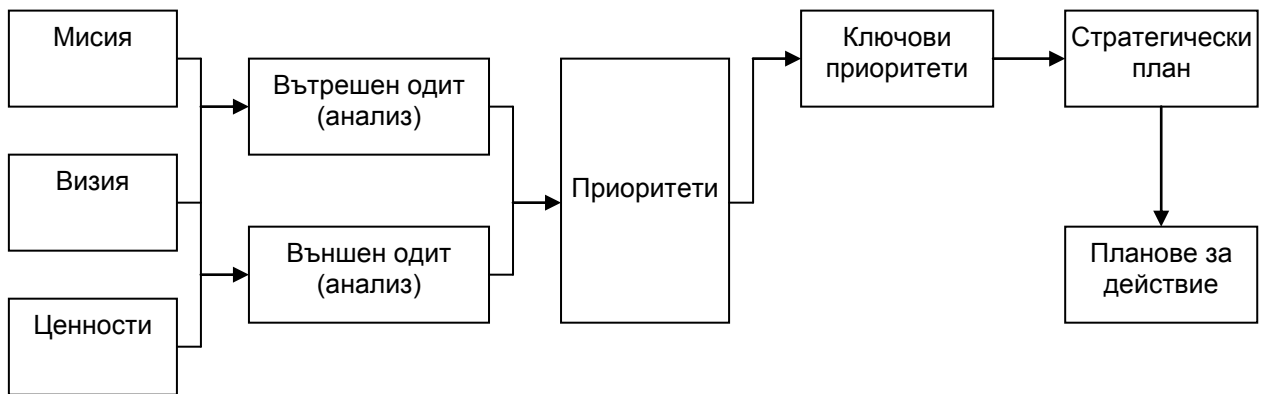 Мисия
Визия
Ценности
Вътрешен одит
(анализ)
Външен одит
(анализ)
Приоритети
Ключови
приоритети
Стратегически
план
Планове за
действие